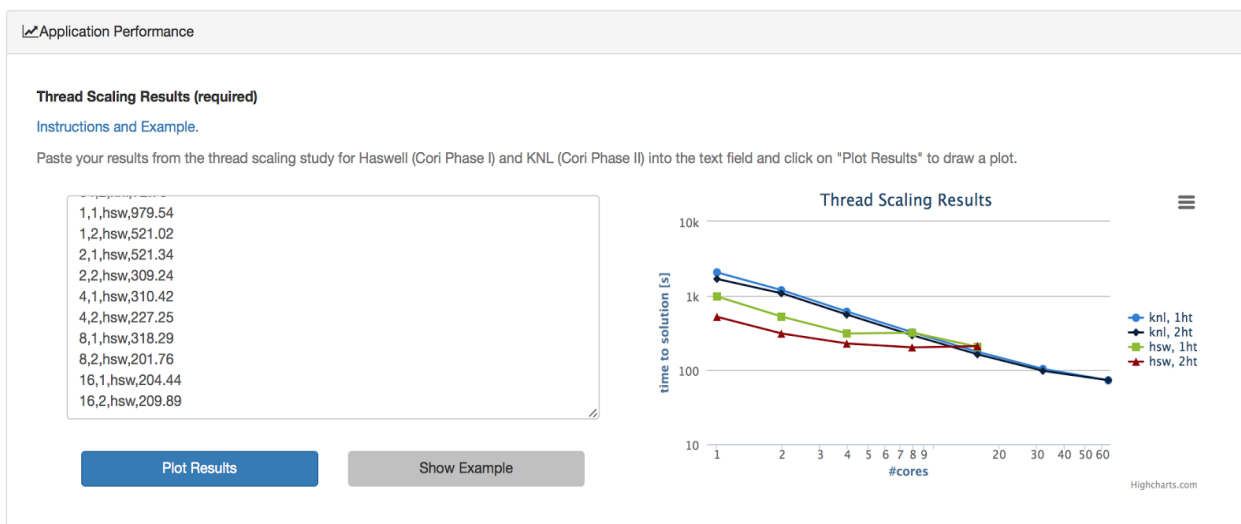 Application Performance
Thread Scaling Results (required)
Instructions and Example.
Paste your results from the thread scaling study for Haswell (Cori Phase I) and KNL (Cori Phase II) into the text field and click on "Plot Results" to draw a plot.
1,1,hsw,979.54
1,2,hsw,521.02
2,1,hsw,521.34
2,2,hsw,309.24
4,1,hsw,310.42
4,2,hsw,227.25
8,1,hsw,318.29
8,2,hsw,201.76
16,1,hsw,204.44
16,2,hsw,209.89
Plot Results
Show Example
Thread Scaling Results
time to solution [s]
10k
1k
100
10
1 2 3 4 5 6 7 8 9 20 30 40 50 60
#cores
knl, 1ht
knl, 2ht
hsw, 1ht
hsw, 2ht
Highcharts.com